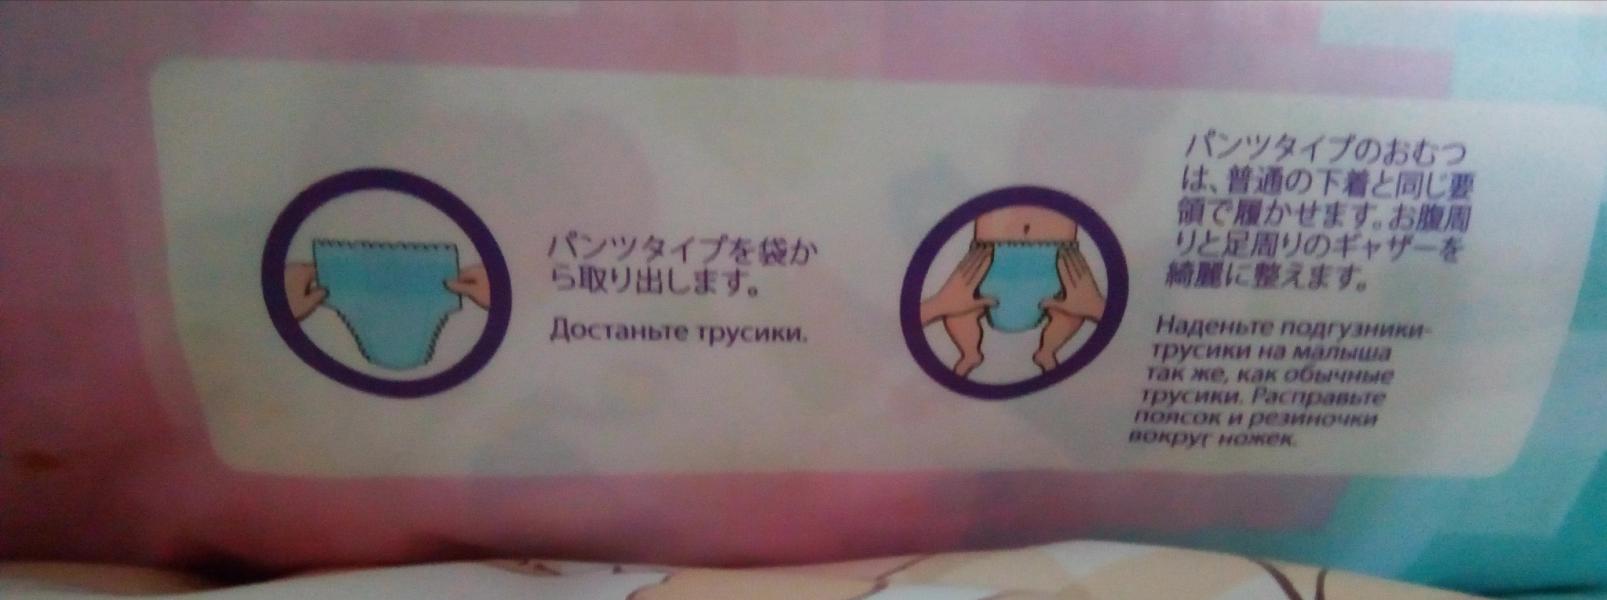 パンツタイプを袋か
ら取り出します。
Достаньте трусики.
パンツタイプのおむつ
は、普通の下着と同じ要
領で履かせます。お腹周
りと足周りのギャザーを
綺麗に整えます。
Наденьте подгузники-
трусики на малыша
так же, как обычные
трусики. Расправьте
поясок и резиночки
вокруг ножек.